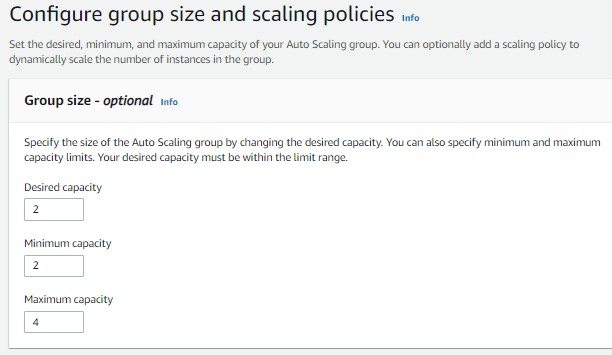 Configure group size and scaling policies Info
Set the desired, minimum, and maximum capacity of your Auto Scaling group. You can optionally add a scaling policy to
dynamically scale the number of instances in the group.
Group size - optional Info
Specify the size of the Auto Scaling group by changing the desired capacity. You can also specify minimum and maximum
capacity limits. Your desired capacity must be within the limit range.
Desired capacity
2
Minimum capacity
2
Maximum capacity
4